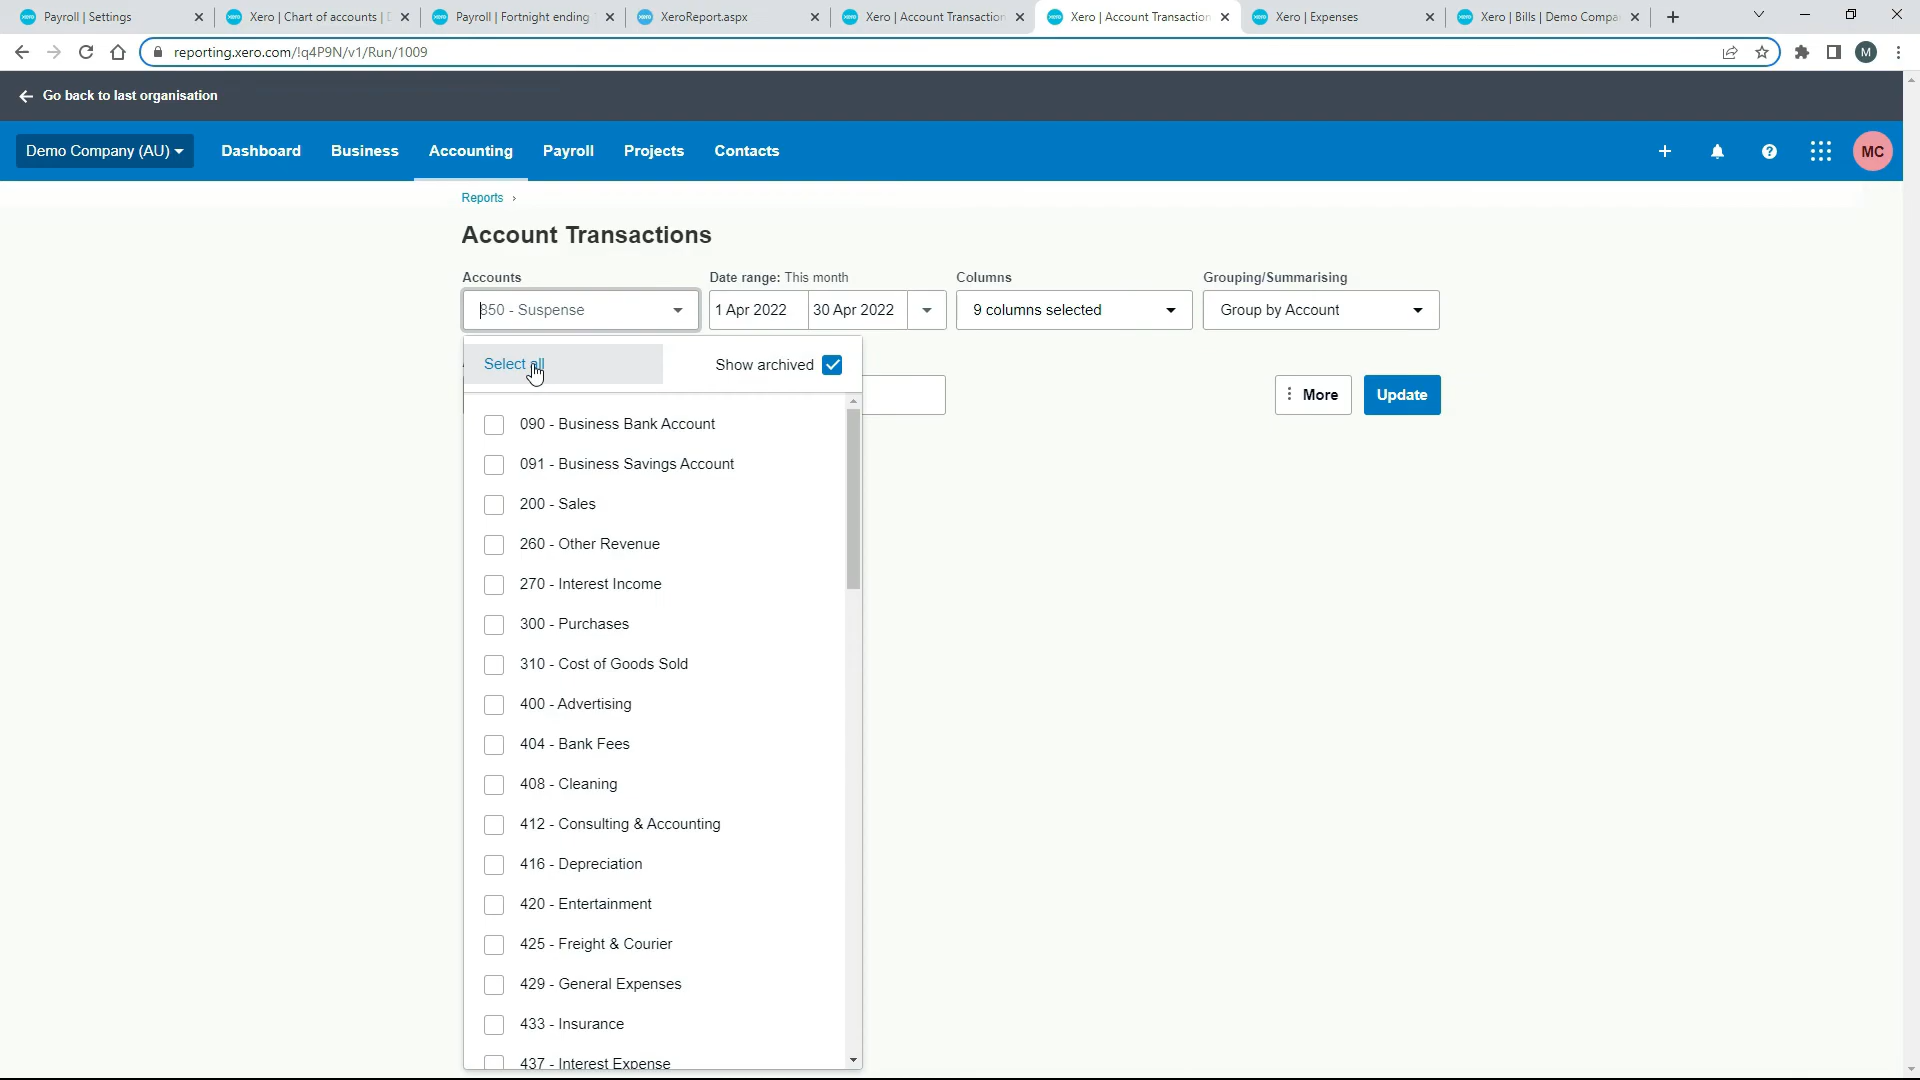 Payroll | Settings
Xero | Chart of accounts |
Payroll | Fortnight ending
XeroReport.aspx
Xero | Account Transaction
Xero | Account Transaction
Xero | Expenses
Xero | Bills | Demo Compa
reporting.xero.com/!q4P9N/v1/Run/1009
M
Go back to last organisation
Demo Company (AU)
Dashboard
Business
Accounting
Payroll
Projects
Contacts
MC
Reports ›
Account Transactions
Accounts
Date range: This month
Columns
Grouping/Summarising
850 - Suspense
1 Apr 2022
30 Apr 2022
9 columns selected
Group by Account
Select all
Show archived
More
Update
090 - Business Bank Account
091 - Business Savings Account
200 - Sales
260 - Other Revenue
270 - Interest Income
300 - Purchases
310 - Cost of Goods Sold
400 - Advertising
404 - Bank Fees
408 - Cleaning
412 - Consulting & Accounting
416 - Depreciation
420 - Entertainment
425 - Freight & Courier
429 - General Expenses
433 - Insurance
437 - Interest Expense